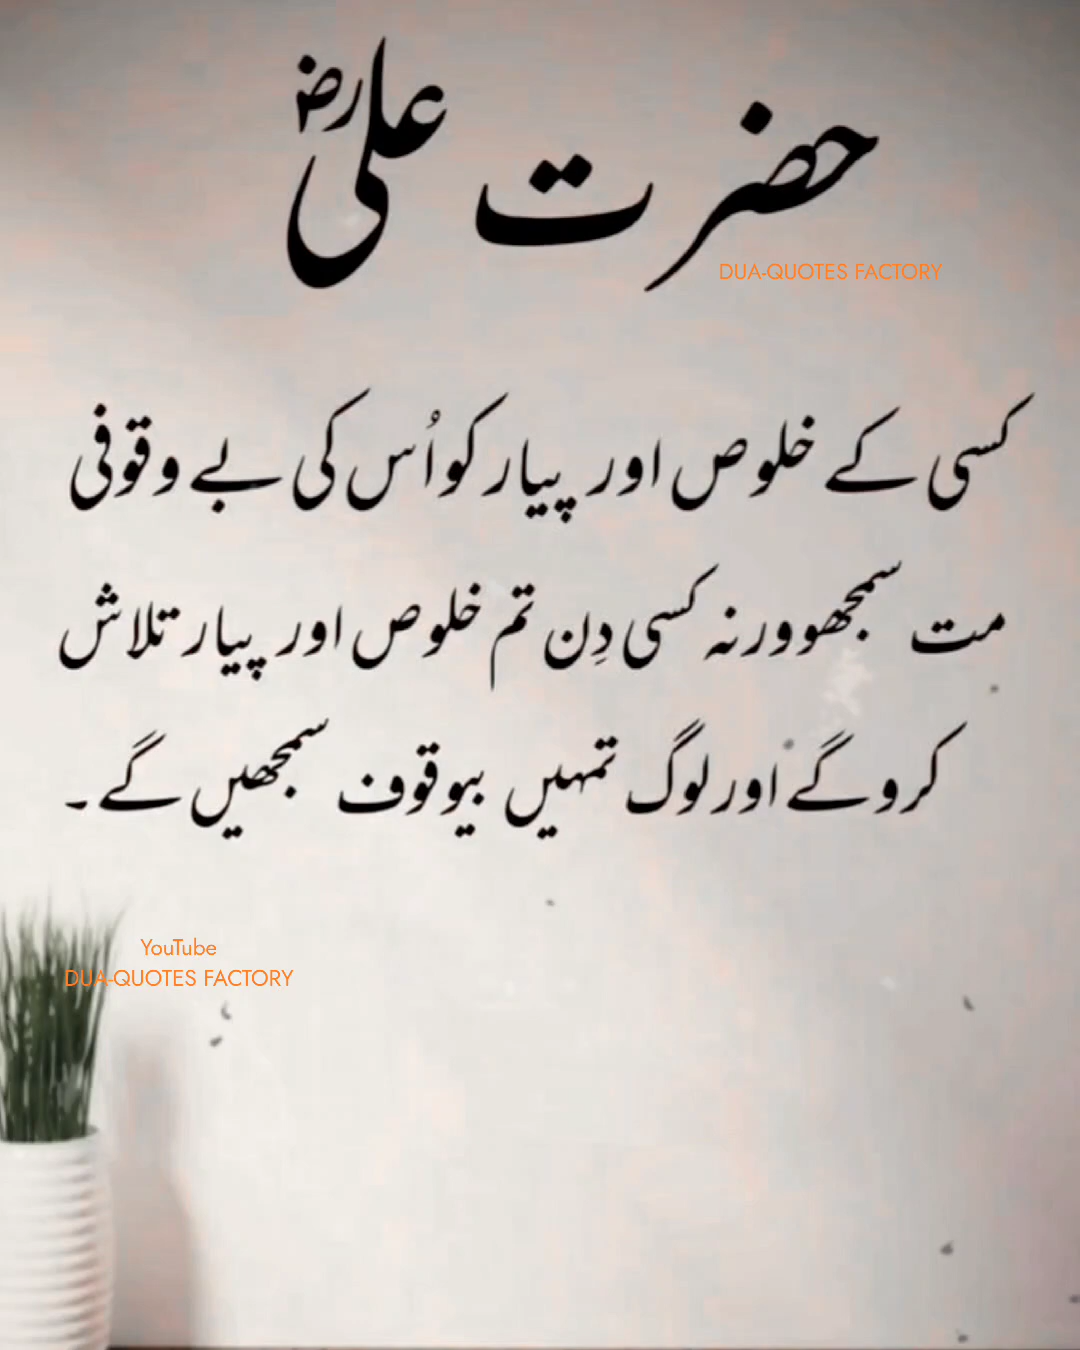 حضرت علیؓ
DUA-QUOTES FACTORY
کسی کے خلوص اور پیار کو اُس کی بے وقوفی
مت سمجھو ورنہ کسی دِن تم خلوص اور پیار تلاش
کرو گے اور لوگ تمہیں بیوقوف سمجھیں گے۔
YouTube
DUA-QUOTES FACTORY